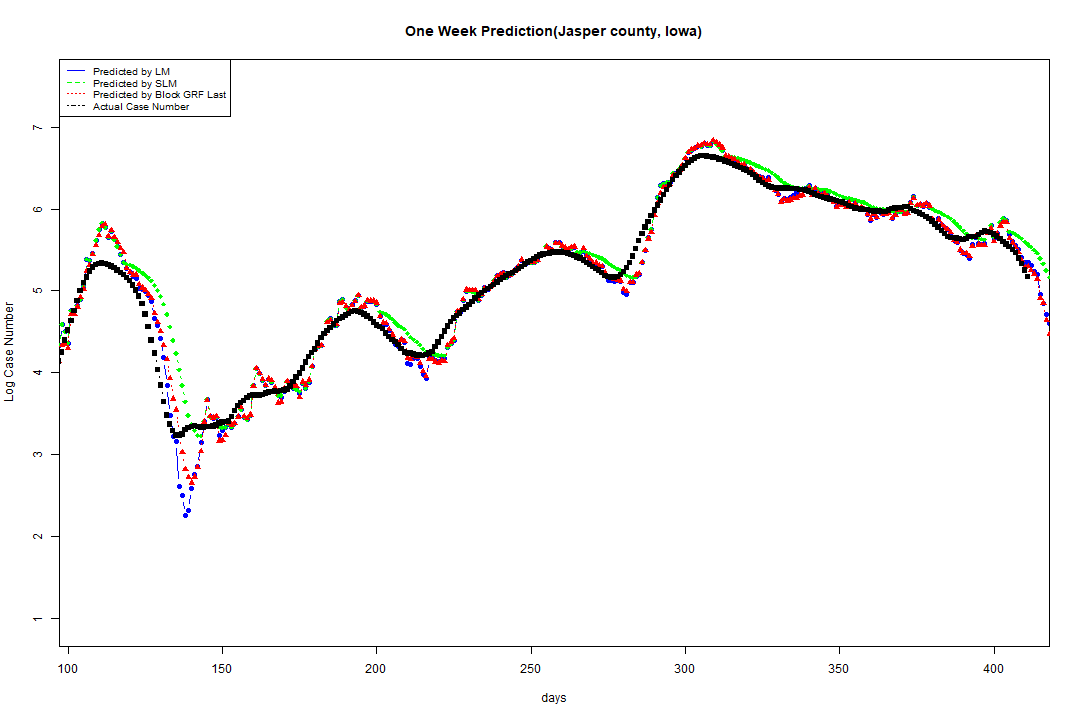 One Week Prediction(Jasper county, Iowa)
Predicted by LM
Predicted by SLM
Predicted by Block GRF Last
Actual Case Number
Log Case Number
7
6
5
4
3
2
1
100 150 200 250 300 350 400
days